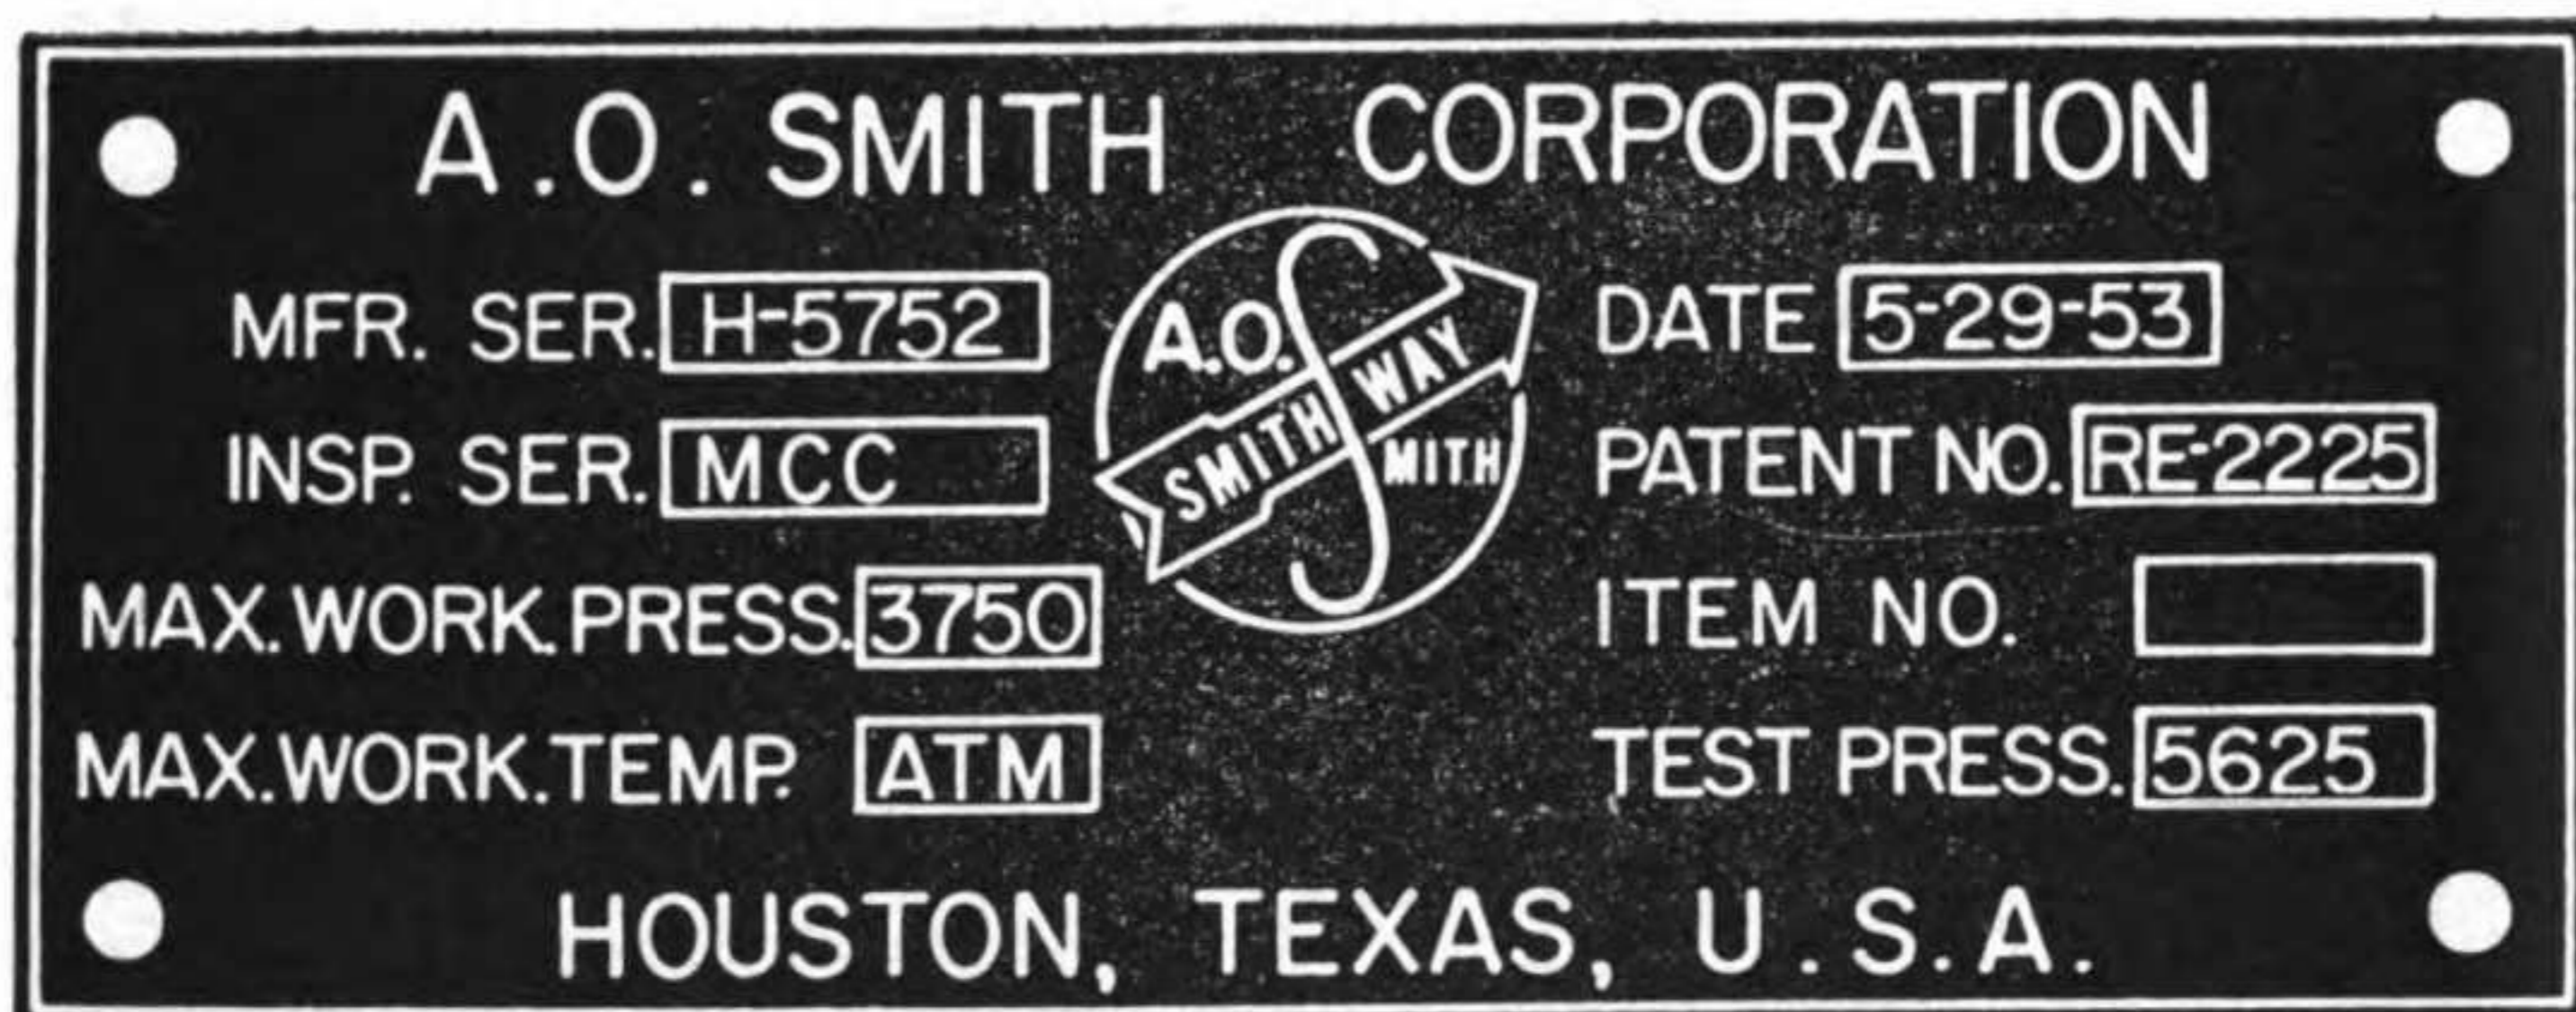 A.O. SMITH CORPORATION
MFR. SER. H-5752
INSP. SER. MCC
MAX. WORK. PRESS. 3750
MAX. WORK. TEMP. ATM
A.O.
SMITH WAY
SMITH
DATE 5-29-53
PATENT NO. RE-2225
ITEM NO.
TEST PRESS. 5625
HOUSTON, TEXAS, U.S.A.